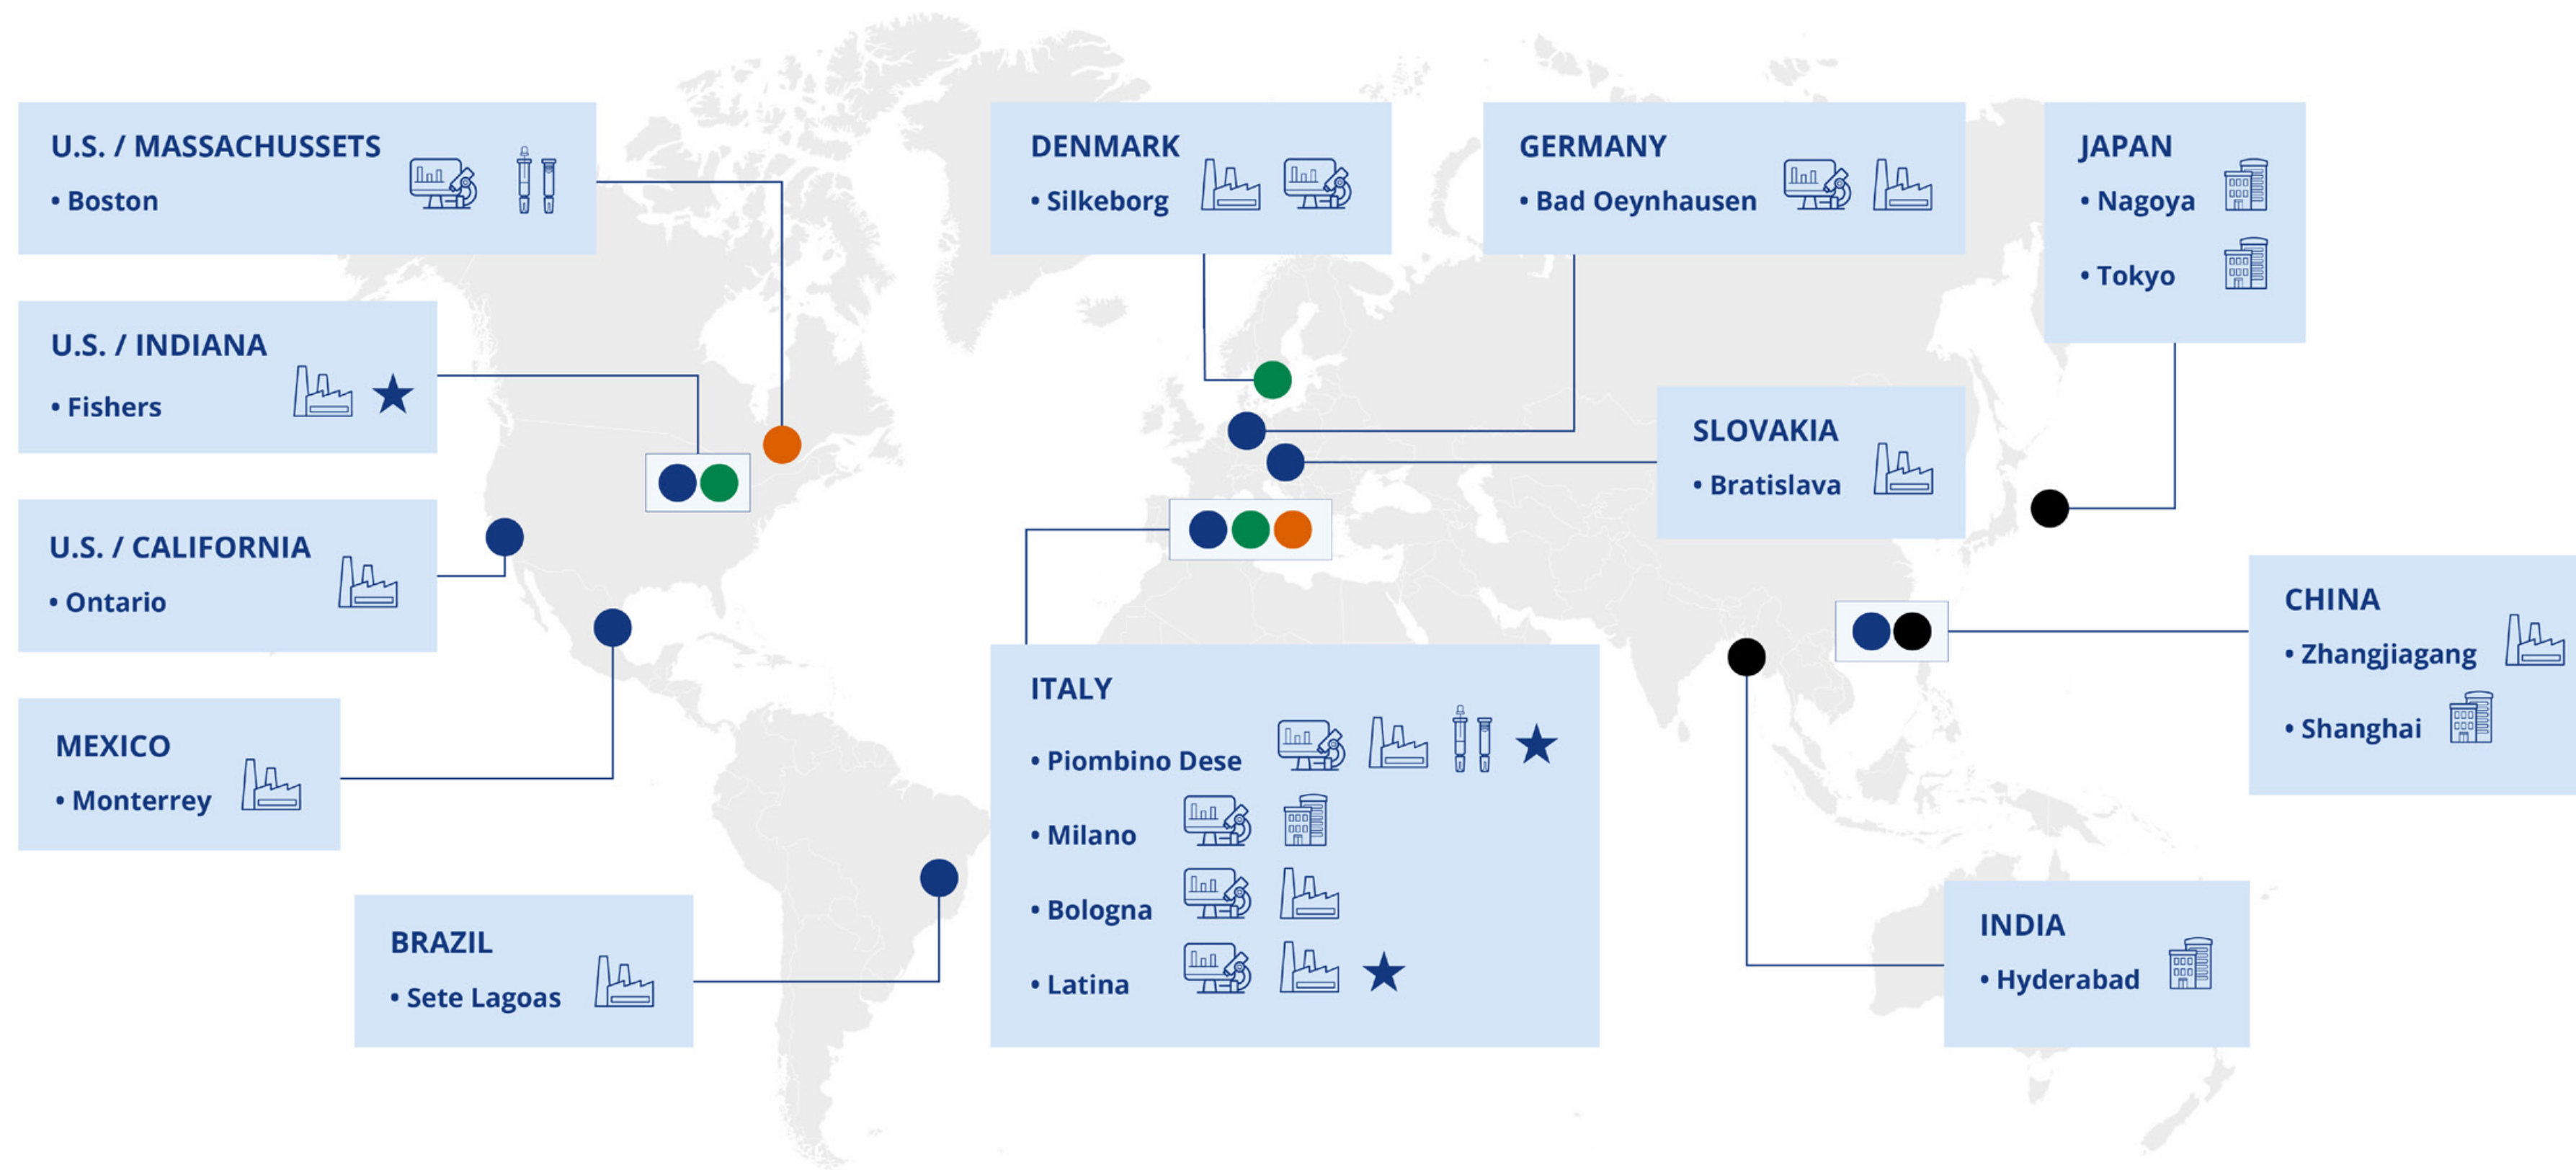 U.S. / MASSACHUSSETS
• Boston
U.S. / INDIANA
• Fishers
U.S. / CALIFORNIA
• Ontario
MEXICO
• Monterrey
BRAZIL
• Sete Lagoas
DENMARK
• Silkeborg
GERMANY
• Bad Oeynhausen
SLOVAKIA
• Bratislava
ITALY
• Piombino Dese
• Milano
• Bologna
• Latina
JAPAN
• Nagoya
• Tokyo
CHINA
• Zhangjiagang
• Shanghai
INDIA
• Hyderabad